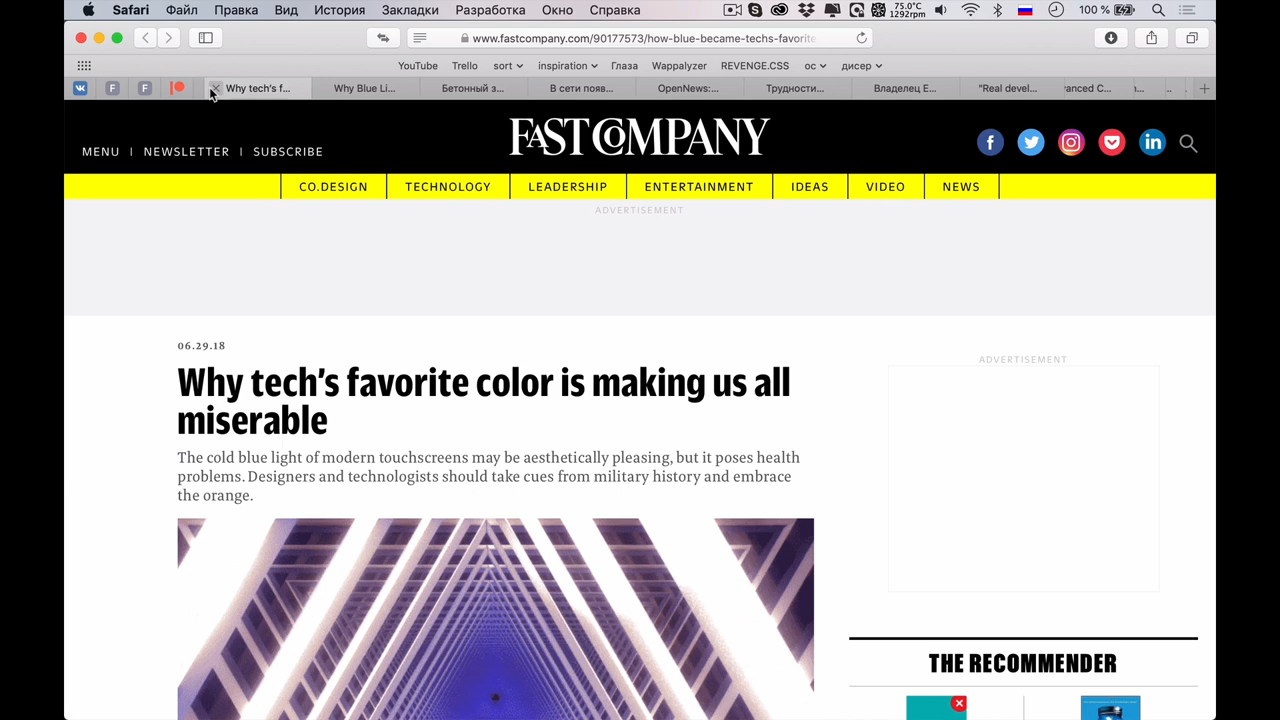 Safari Файл Правка Вид История Закладки Разработка Окно Справка 75.0°C 1292rpm 100 %
www.fastcompany.com/90177573/how-blue-became-techs-favorite
YouTube Trello sort inspiration Глаза Wappalyzer REVENGE.CSS ос дисер
F F Why tech's f... Why Blue Li... Бетонный з... В сети появ... OpenNews:... Трудности... Владелец Е... "Real devel... anced C...
FAST COMPANY
MENU | NEWSLETTER | SUBSCRIBE
CO.DESIGN TECHNOLOGY LEADERSHIP ENTERTAINMENT IDEAS VIDEO NEWS
ADVERTISEMENT
06.29.18
Why tech's favorite color is making us all
miserable
The cold blue light of modern touchscreens may be aesthetically pleasing, but it poses health
problems. Designers and technologists should take cues from military history and embrace
the orange.
ADVERTISEMENT
THE RECOMMENDER